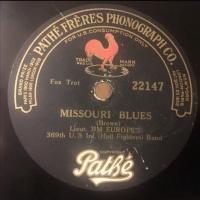 PATHÉ FRÈRES PHONOGRAPH CO.
FOR U.S. CONSUMPTION ONLY
TRADE MARK
Fox Trot
22147
MISSOURI BLUES
(Brown)
Lieut. JIM EUROPE'S
369th U. S. Inf. (Hell Fighters) Band
Pathé